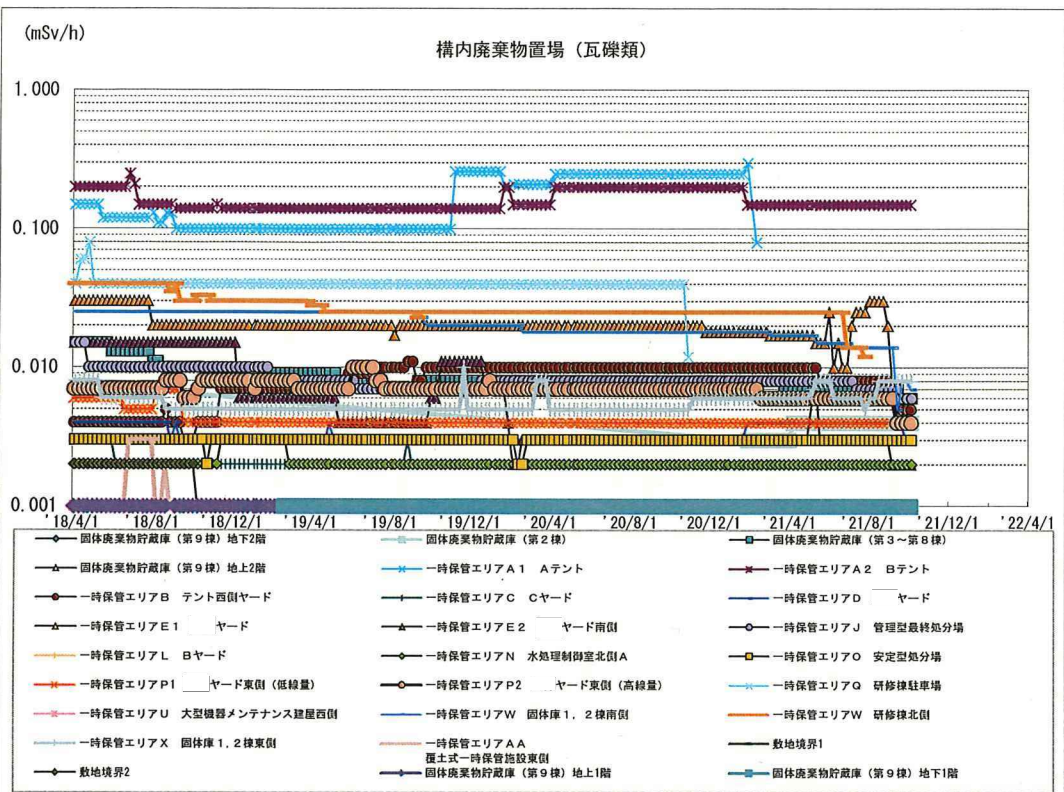 (mSv/h)
構内廃棄物置場（瓦礫類）
1.000
0.100
0.010
0.001
18/4/1 '18/8/1 '18/12/1 '19/4/1 '19/8/1 '19/12/1 '20/4/1 '20/8/1 '20/12/1 '21/4/1 '21/8/1 '21/12/1 '22/4/1
固体廃棄物貯蔵庫（第９棟）地下2階 固体廃棄物貯蔵庫（第２棟） 固体廃棄物貯蔵庫（第３～第８棟）
固体廃棄物貯蔵庫（第９棟）地上2階 一時保管エリアＡ１　Ａテント 一時保管エリアＡ２　Ｂテント
一時保管エリアＢ　テント西側ヤード 一時保管エリアＣ　Ｃヤード 一時保管エリアＤ　ヤード
一時保管エリアＥ１　ヤード 一時保管エリアＥ２　ヤード南側 一時保管エリアＪ　管理型最終処分場
一時保管エリアＬ　Ｂヤード 一時保管エリアＮ　水処理制御室北側Ａ 一時保管エリアＯ　安定型処分場
一時保管エリアＰ1　ヤード東側（低線量） 一時保管エリアＰ2　ヤード東側（高線量） 一時保管エリアＱ　研修棟駐車場
一時保管エリアＵ　大型機器メンテナンス建屋西側 一時保管エリアＷ　固体庫１，２棟南側 一時保管エリアＷ　研修棟北側
一時保管エリアＸ　固体庫１,２棟東側 一時保管エリアＡＡ 敷地境界1
覆土式一時保管施設東側
敷地境界2 固体廃棄物貯蔵庫（第９棟）地上1階 固体廃棄物貯蔵庫（第９棟）地下1階